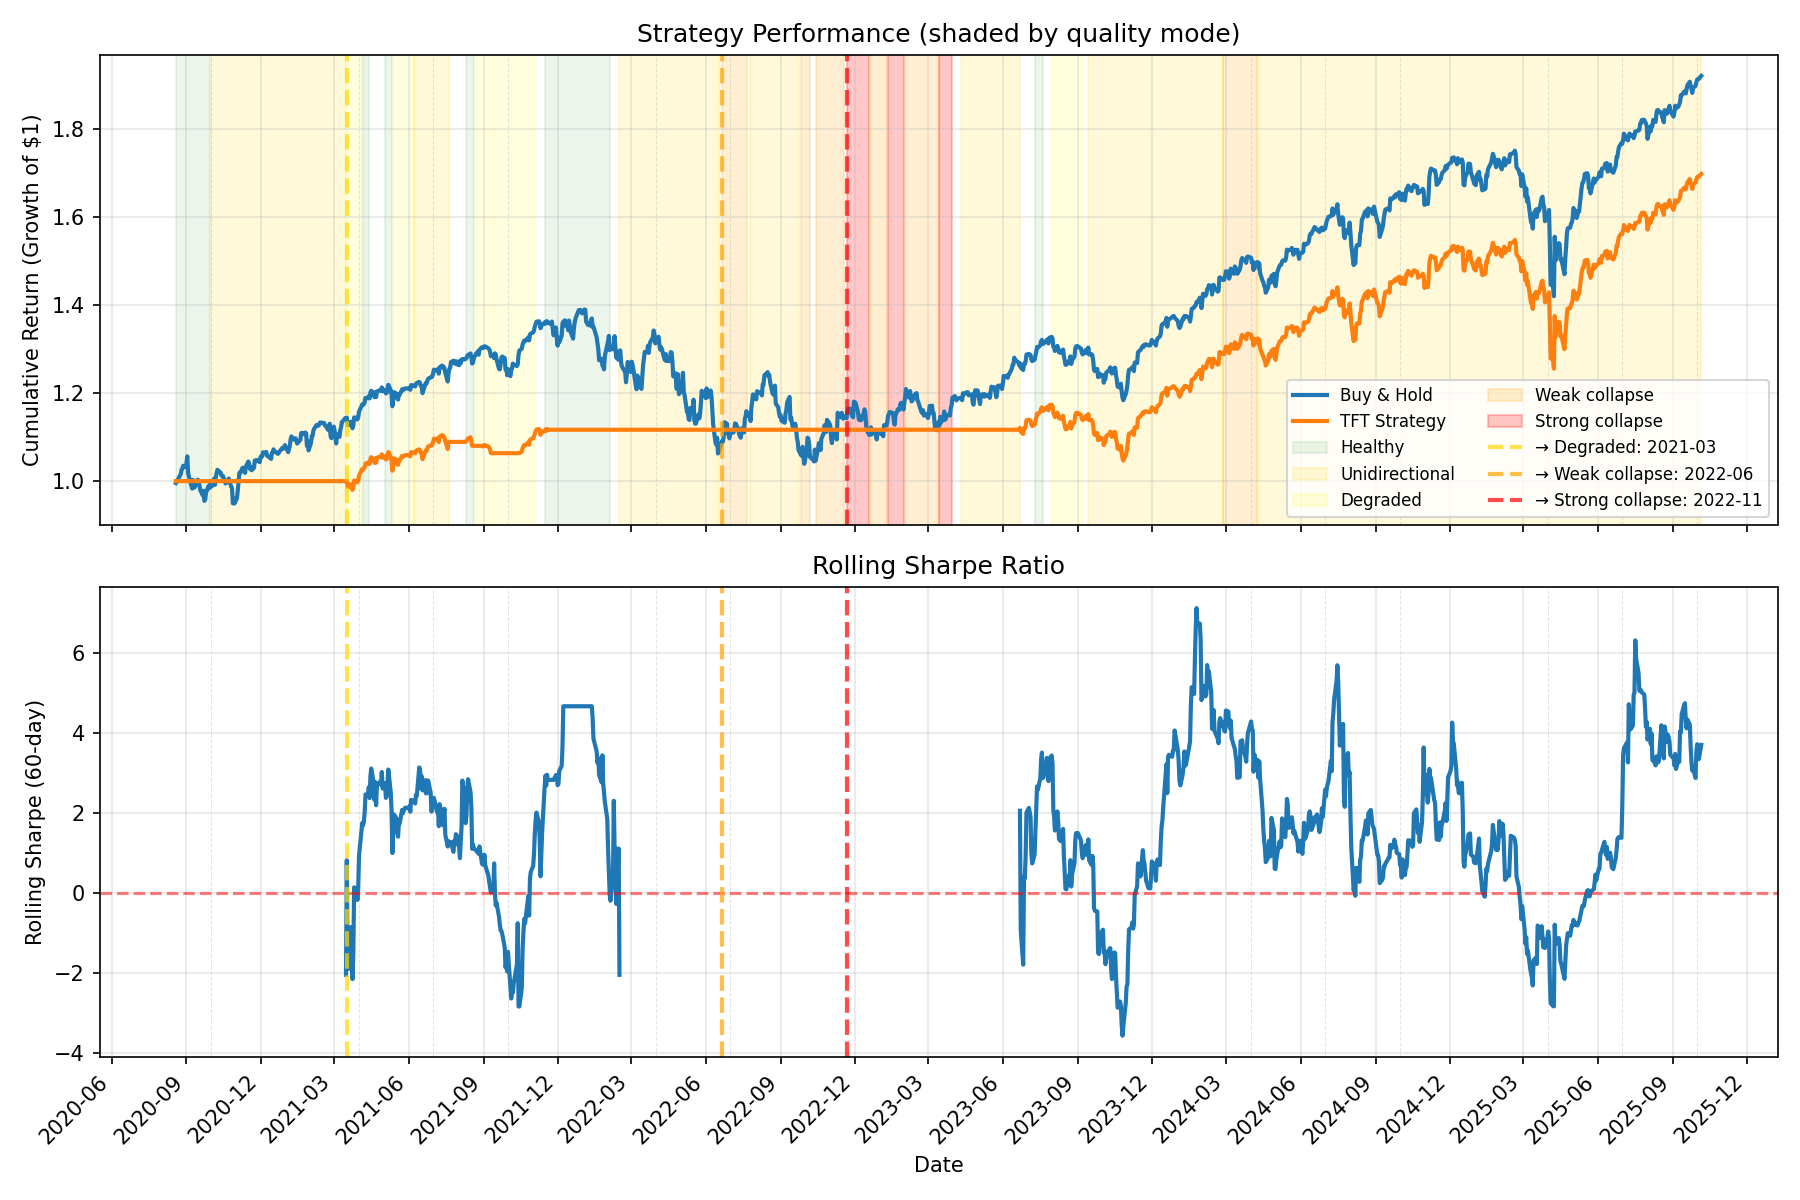 Strategy Performance (shaded by quality mode)
Cumulative Return (Growth of $1)
1.8
1.6
1.4
1.2
1.0
Buy & Hold
TFT Strategy
Healthy
Unidirectional
Degraded
Weak collapse
Strong collapse
→ Degraded: 2021-03
→ Weak collapse: 2022-06
→ Strong collapse: 2022-11
Rolling Sharpe Ratio
Rolling Sharpe (60-day)
6
4
2
0
−2
−4
2020-06
2020-09
2020-12
2021-03
2021-06
2021-09
2021-12
2022-03
2022-06
2022-09
2022-12
2023-03
2023-06
2023-09
2023-12
2024-03
2024-06
2024-09
2024-12
2025-03
2025-06
2025-09
2025-12
Date